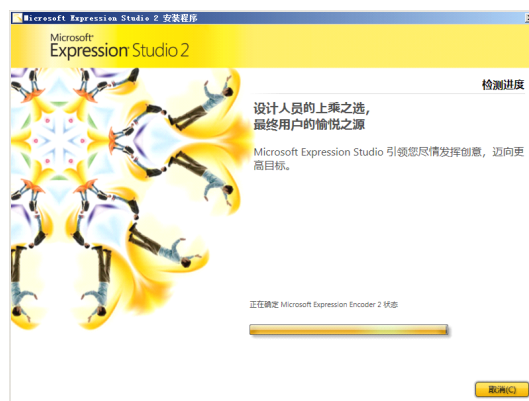 Microsoft Expression Studio 2 安装程序
Microsoft
Expression Studio 2
检测进度
设计人员的上乘之选，
最终用户的愉悦之源
Microsoft Expression Studio 引领您尽情发挥创意，迈向更
高目标。
正在确定 Microsoft Expression Encoder 2 状态
取消(C)